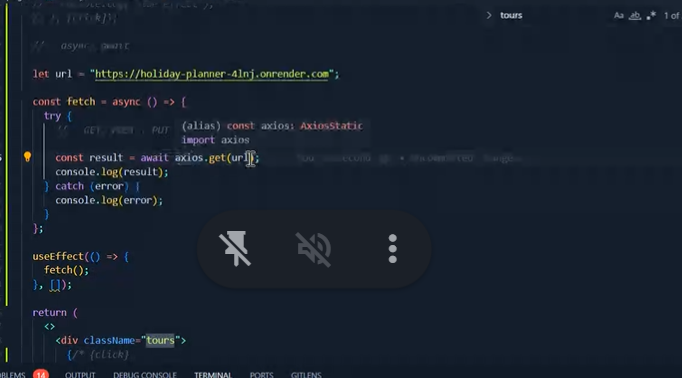 tours
Aa ab .* 1 of
// async await
let url = "https://holiday-planner-4lnj.onrender.com";
const fetch = async () => {
try {
// GET POST PUT
(alias) const axios: AxiosStatic
import axios
const result = await axios.get(url);
console.log(result);
} catch (error) {
console.log(error);
}
};
useEffect(() => {
fetch();
}, []);
return (
<>
<div className="tours">
{/* {click}
BLEMS 14 OUTPUT DEBUG CONSOLE TERMINAL PORTS GITLENS